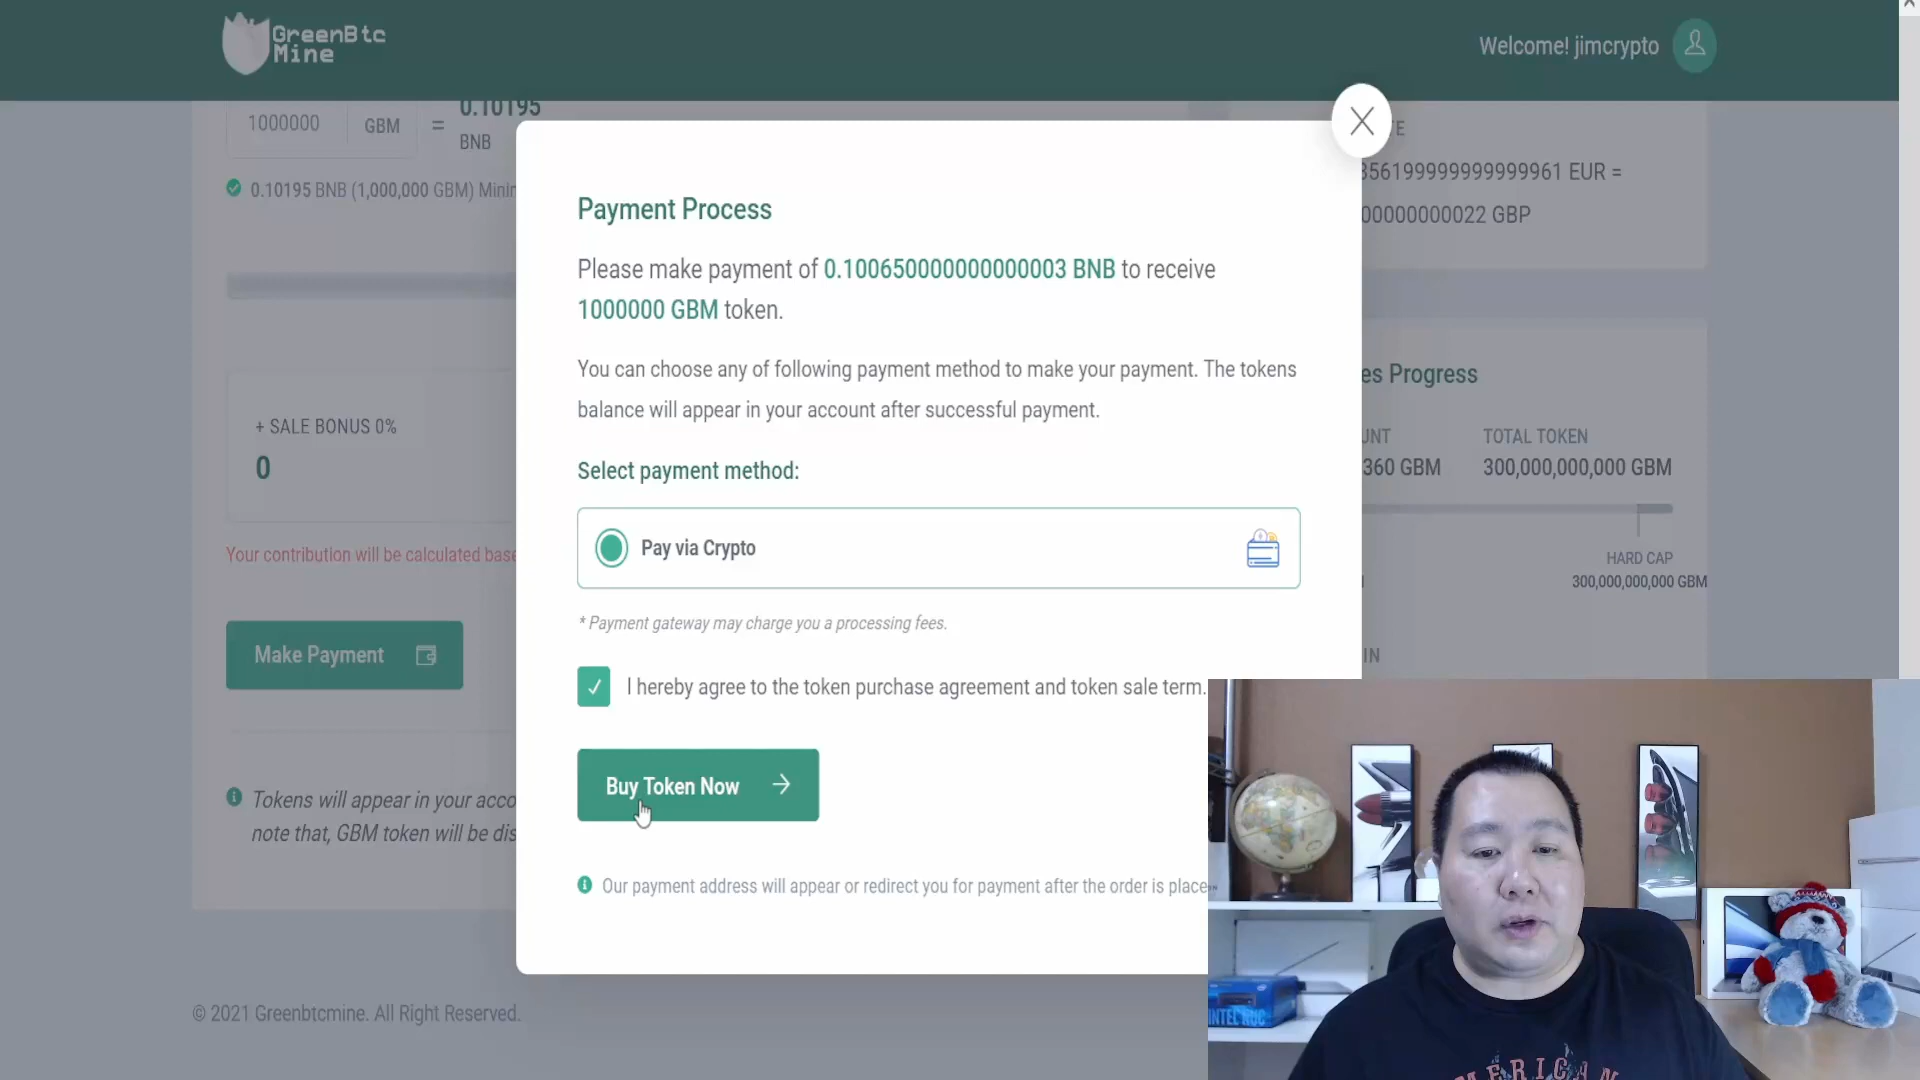 GreenBtc
Mine
Welcome! jimcrypto
1000000 GBM = 0.10195
BNB
0.10195 BNB (1,000,000 GBM)
Your contribution will be calculated
Make Payment
+ SALE BONUS 0%
0
Tokens will appear in your
note that, GBM token will be
© 2021 Greenbtcmine. All Right Reserved.
Payment Process
Please make payment of 0.100650000000000003 BNB to receive
1000000 GBM token.
You can choose any of following payment method to make your payment. The tokens
balance will appear in your account after successful payment.
Select payment method:
Pay via Crypto
* Payment gateway may charge you a processing fees.
I hereby agree to the token purchase agreement and token sale term.
Buy Token Now
Our payment address will appear or redirect you for payment after the order is place
561199999999999961 EUR =
00000000022 GBP
es Progress
UNT
360 GBM
TOTAL TOKEN
300,000,000,000 GBM
HARD CAP
300,000,000,000 GBM
IN
INTEL NUC
MERICAN